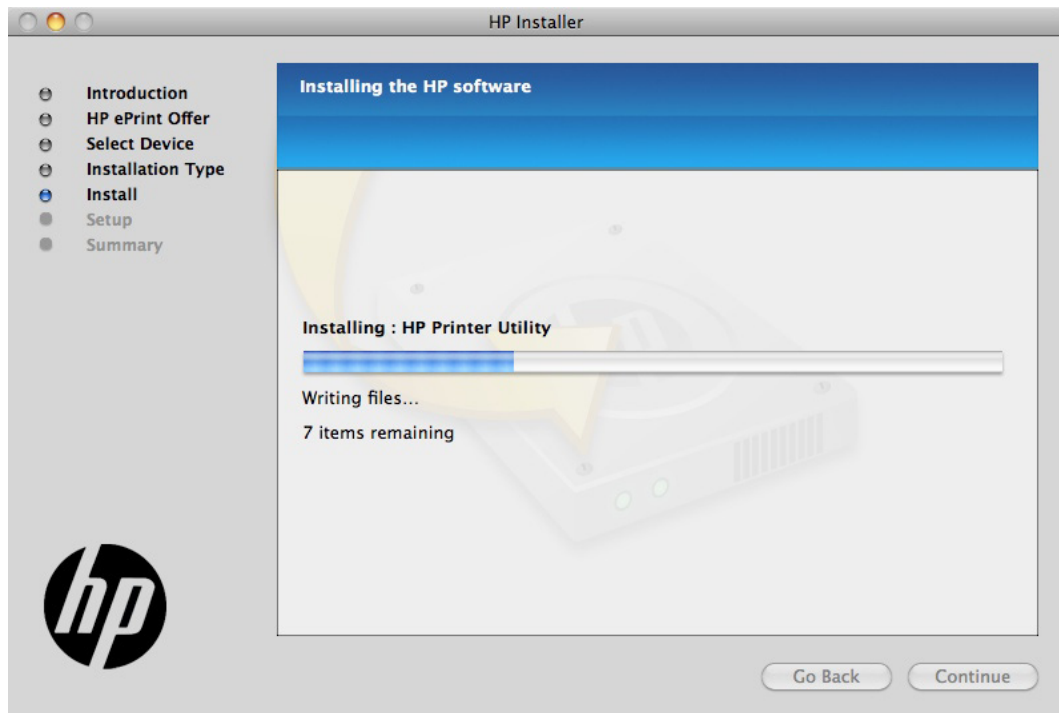 HP Installer
Introduction
HP ePrint Offer
Select Device
Installation Type
Install
Setup
Summary
Installing the HP software
Installing : HP Printer Utility
Writing files...
7 items remaining
hp
Go Back
Continue